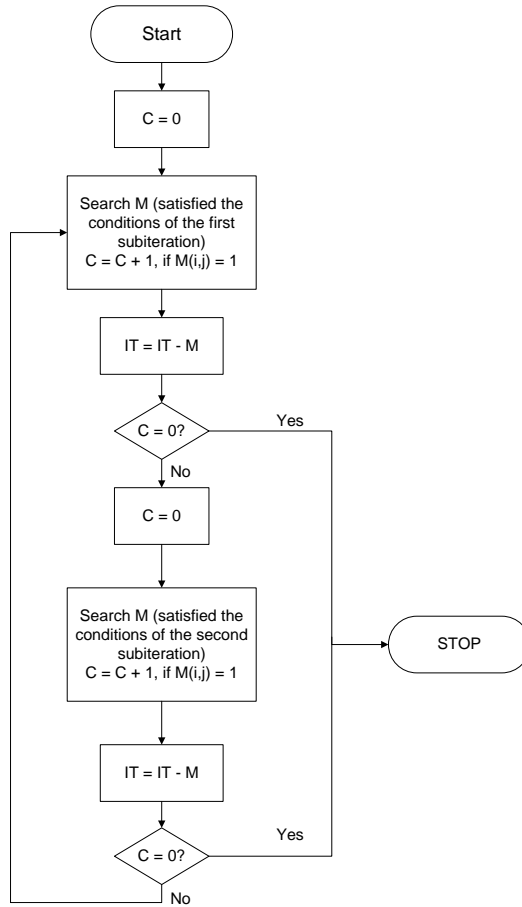 Start
C = 0
Search M (satisfied the
conditions of the first
subiteration)
C = C + 1, if M(i,j) = 1
IT = IT - M
C = 0?
Yes
No
C = 0
Search M (satisfied the
conditions of the second
subiteration)
C = C + 1, if M(i,j) = 1
STOP
IT = IT - M
C = 0?
Yes
No